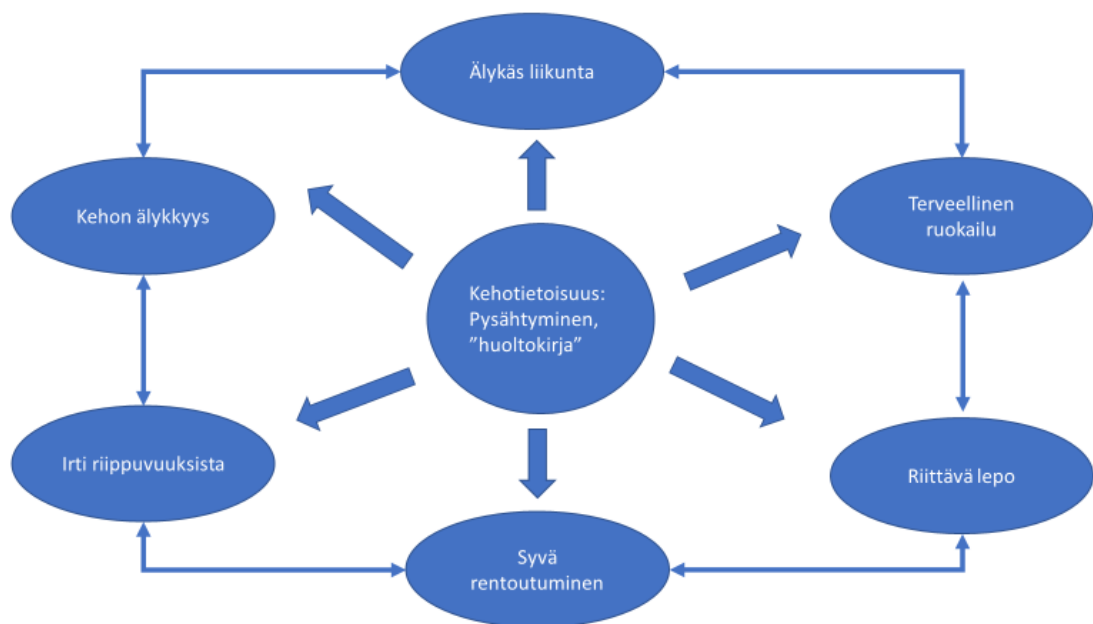 Älykäs liikunta
Kehon älykkyys
Terveellinen
ruokailu
Kehotietoisuus:
Pysähtyminen,
”huoltokirja”
Irti riippuvuuksista
Riittävä lepo
Syvä
rentoutuminen